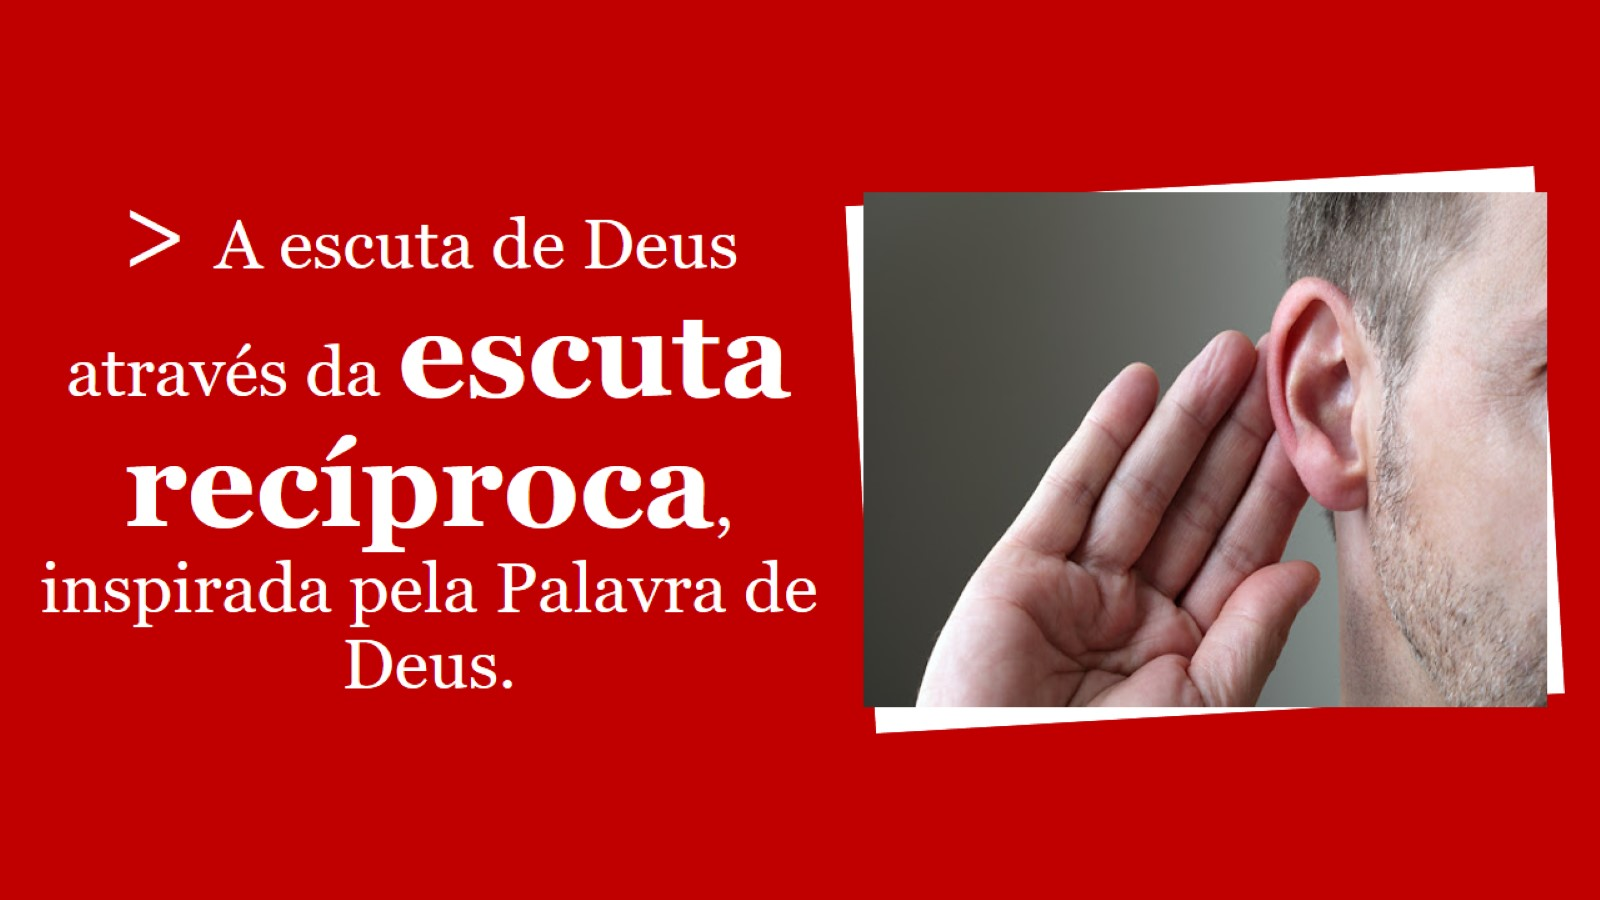 > A escuta de Deus
através da escuta
recíproca,
inspirada pela Palavra de
Deus.